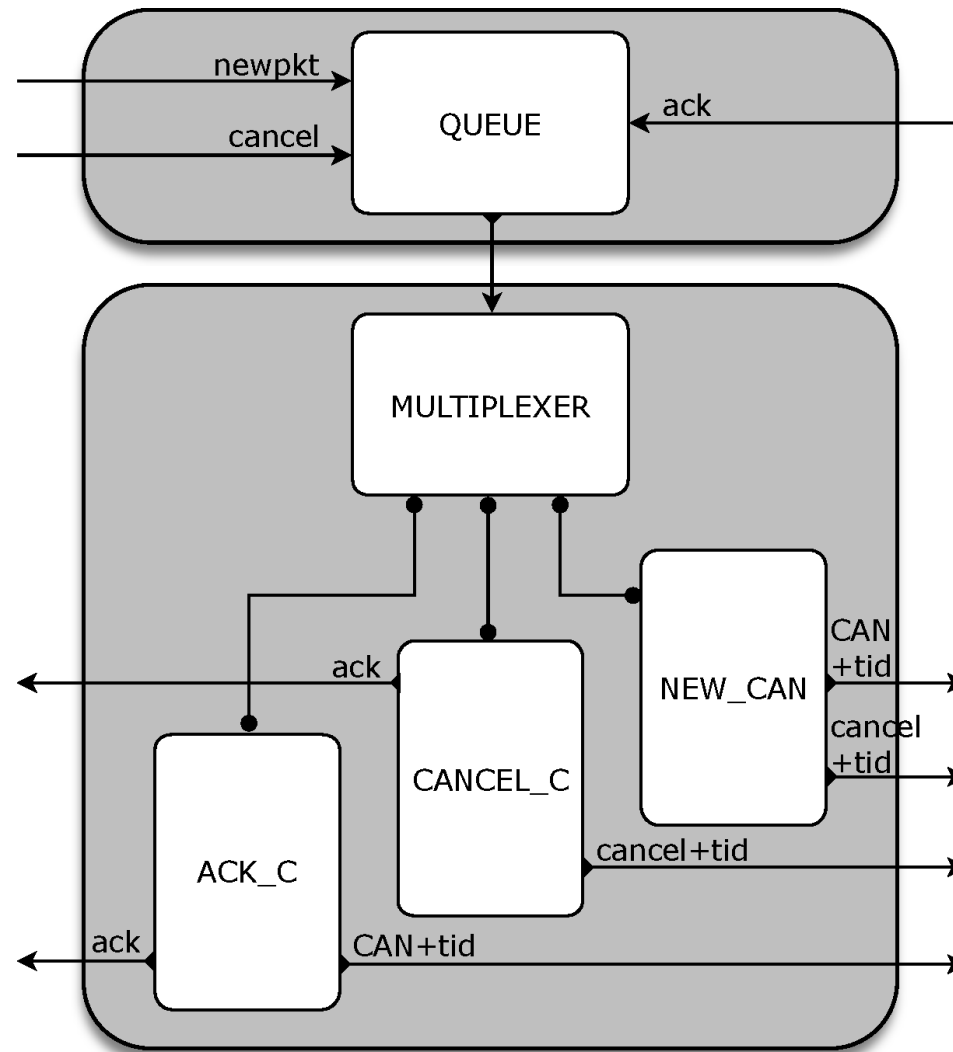 newpkt
cancel
QUEUE
ack
MULTIPLEXER
ack
NEW_CAN
CAN
+tid
cancel
+tid
CANCEL_C
cancel+tid
ACK_C
ack
CAN+tid